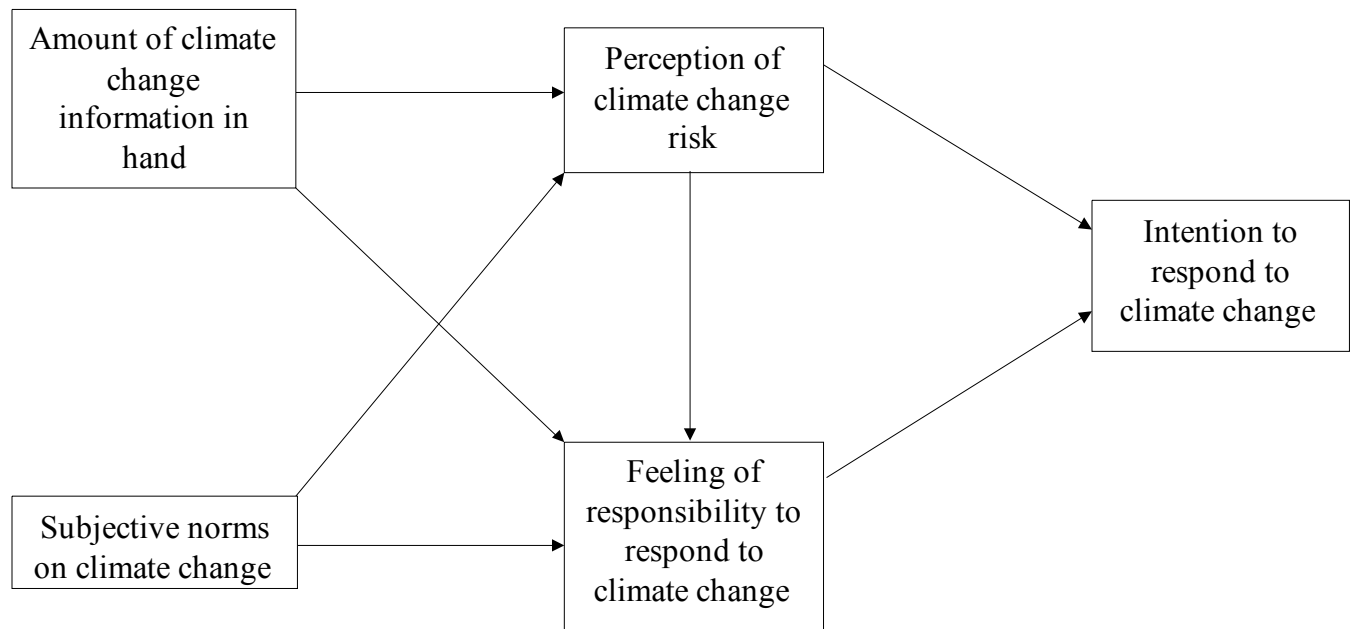 Amount of climate
change
information in
hand
Perception of
climate change
risk
Intention to
respond to
climate change
Subjective norms
on climate change
Feeling of
responsibility to
respond to
climate change